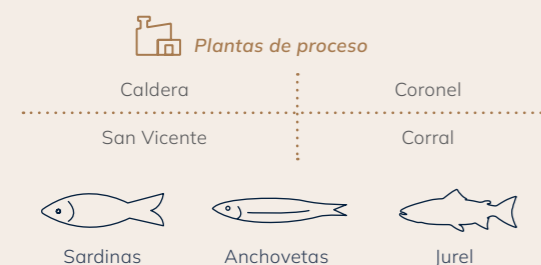 Plantas de proceso
Caldera Coronel
San Vicente Corral
Sardinas Anchovetas Jurel